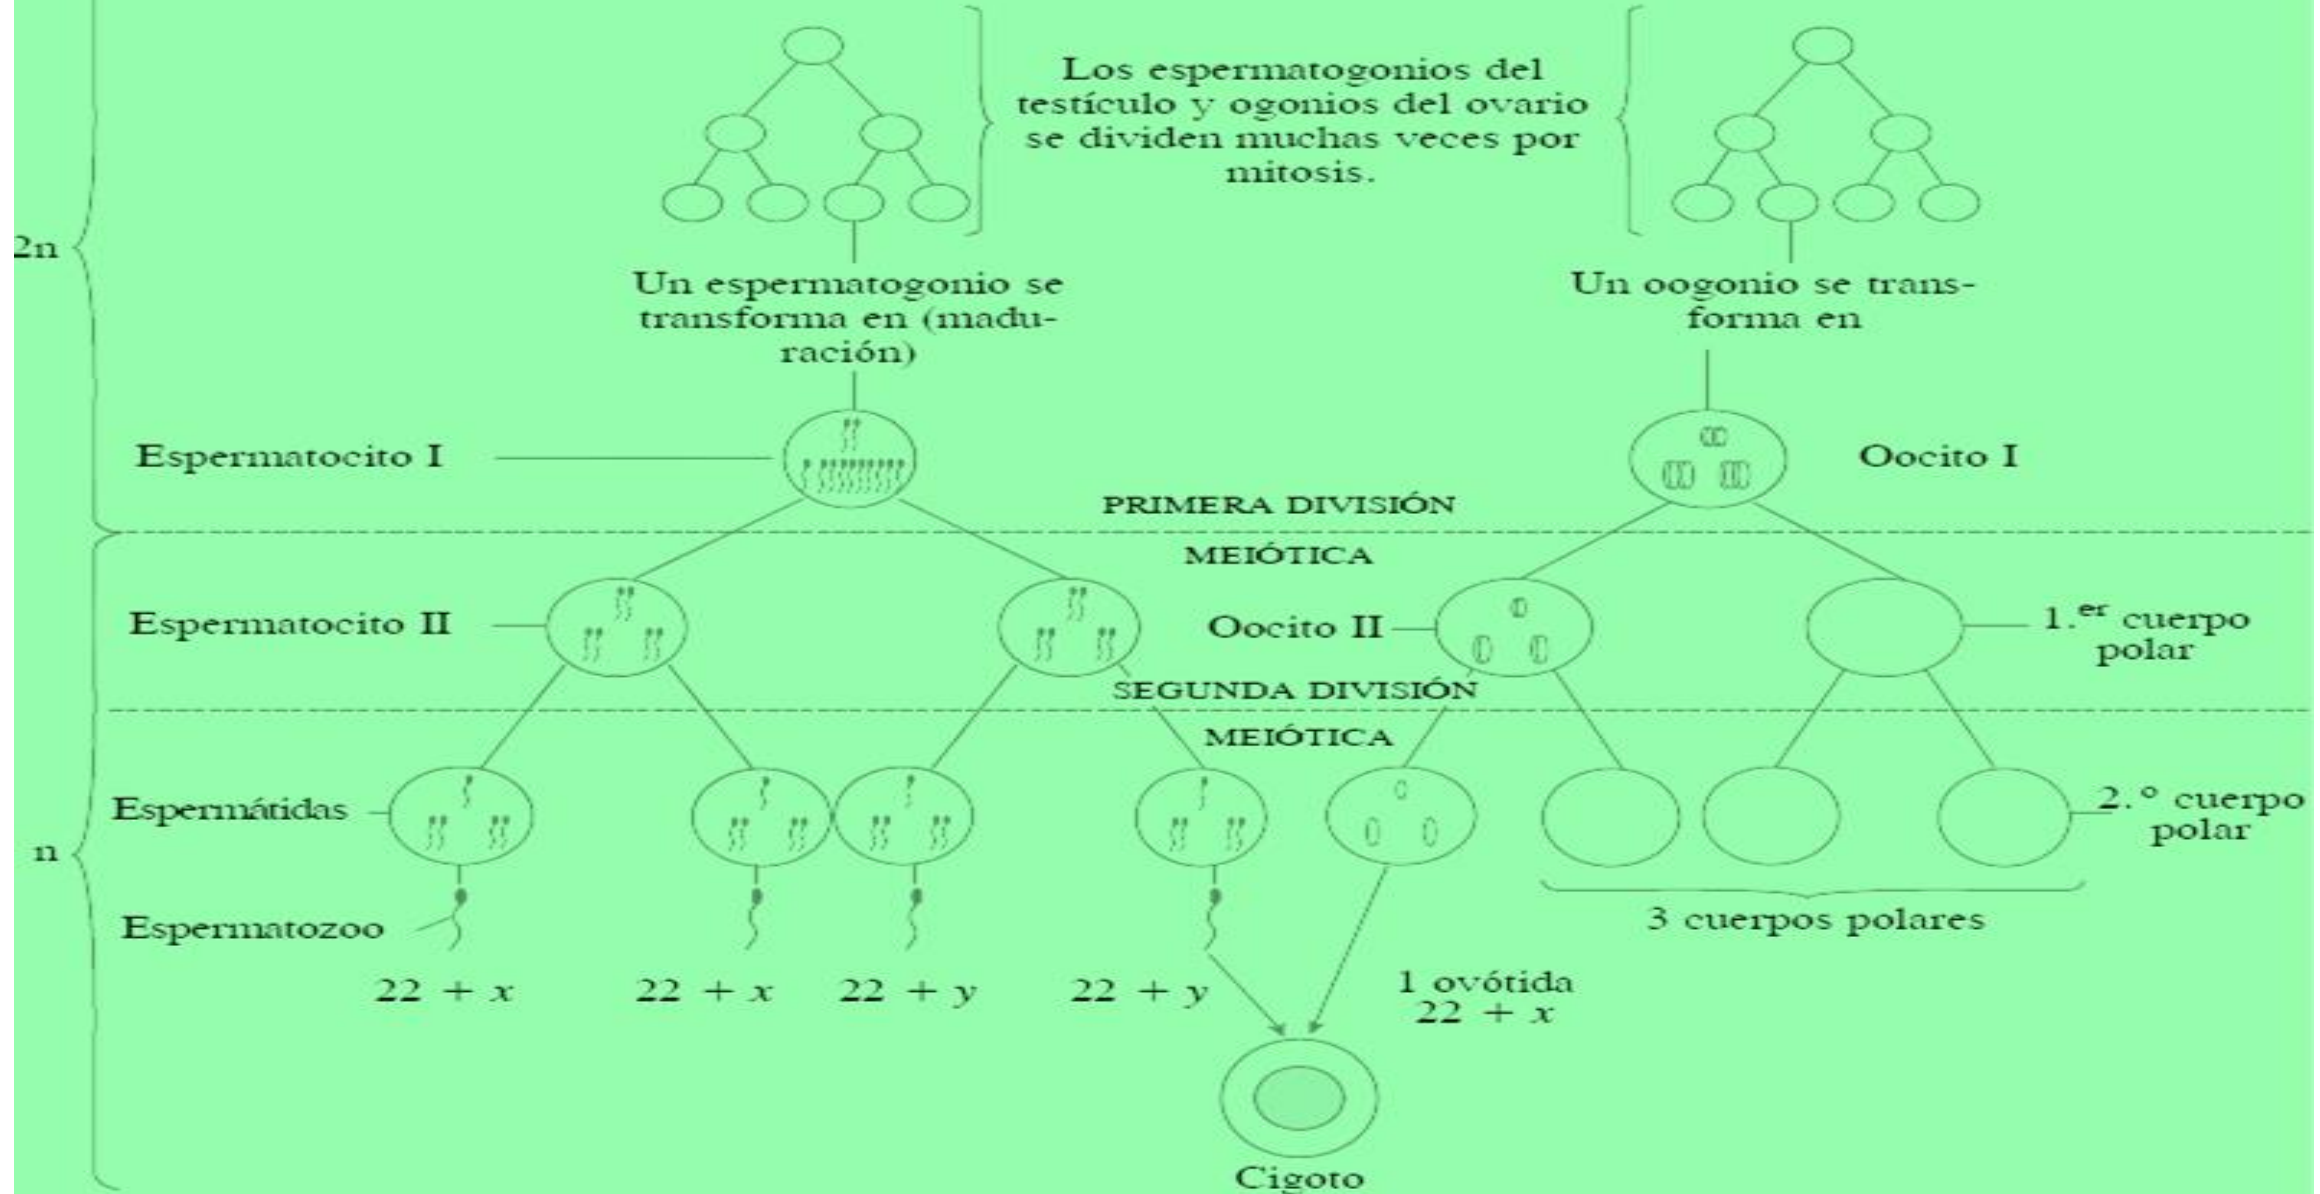 Los espermatogonios del
testículo y ogonios del ovario
se dividen muchas veces por
mitosis.
2n
Un espermatogonio se
transforma en (madu-
ración)
Un oogonio se trans-
forma en
Espermatocito I
Oocito I
PRIMERA DIVISIÓN
MEIÓTICA
Espermatocito II
Oocito II
1.er cuerpo
polar
SEGUNDA DIVISIÓN
MEIÓTICA
Espermátidas
2.º cuerpo
polar
n
Espermatozoo
3 cuerpos polares
22 + x
22 + x
22 + y
22 + y
1 ovótida
22 + x
Cigoto